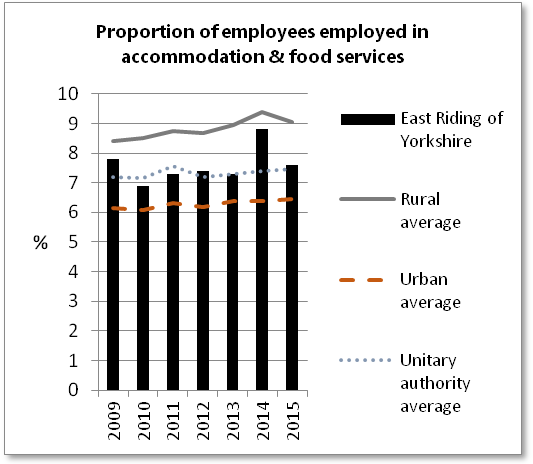 Proportion of employees employed in
accommodation & food services
10
9
8
7
6
5
4
3
2
1
0
%
2009
2010
2011
2012
2013
2014
2015
East Riding of
Yorkshire
Rural
average
Urban
average
Unitary
authority
average